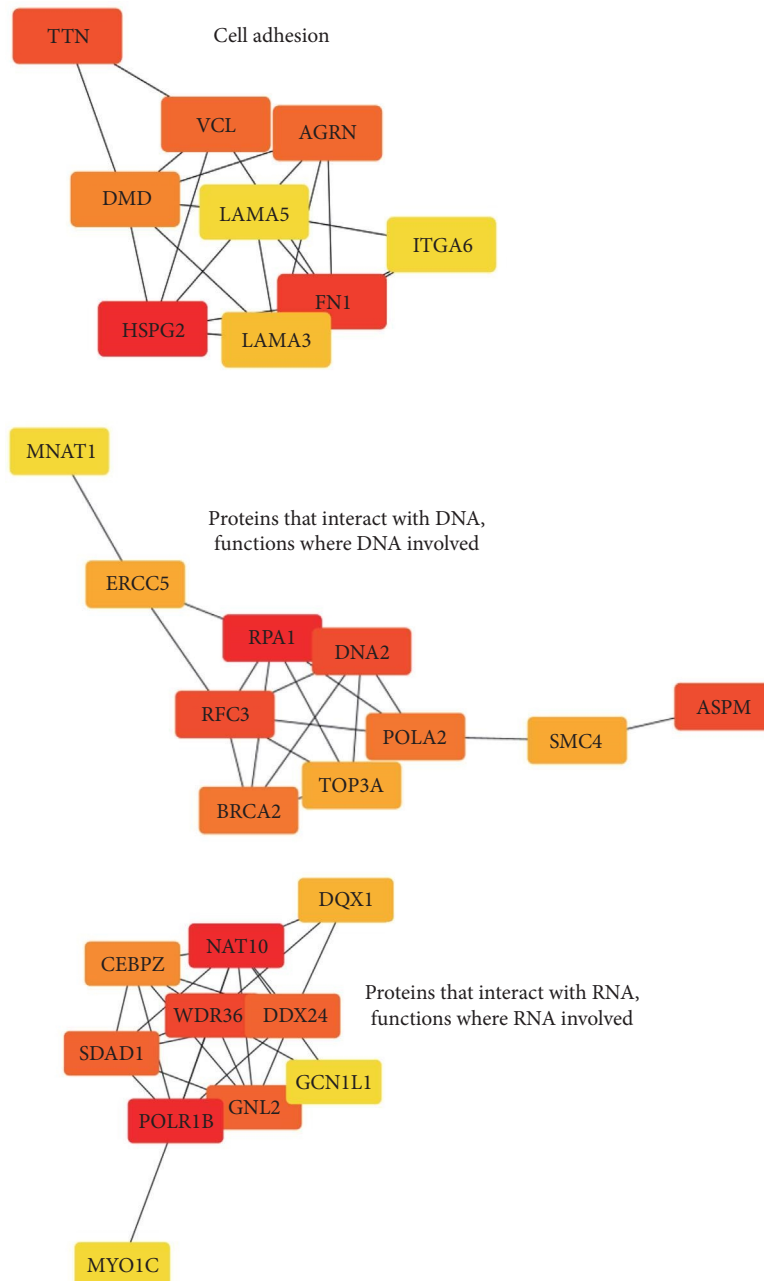 TTN
Cell adhesion
VCL
AGRN
DMD
LAMA5
ITGA6
FN1
HSPG2
LAMA3
MNAT1
Proteins that interact with DNA,
functions where DNA involved
ERCC5
RPA1
DNA2
RFC3
ASPM
POLA2
SMC4
TOP3A
BRCA2
DQX1
NAT10
CEBPZ
Proteins that interact with RNA,
functions where RNA involved
WDR36
DDX24
SDAD1
GCN1L1
GNL2
POLR1B
MYO1C